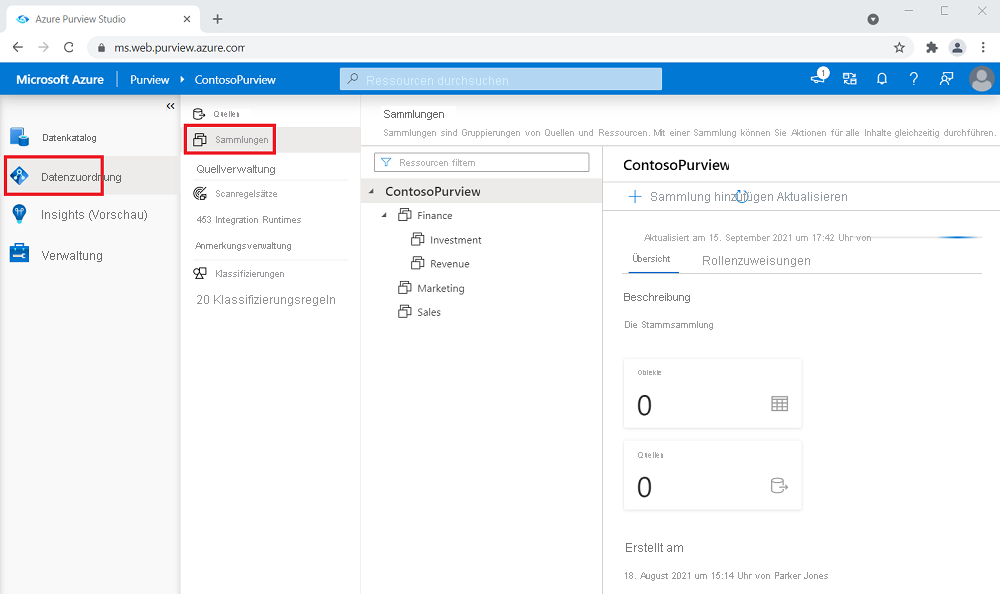 Azure Purview Studio
ms.web.purview.azure.com
Microsoft Azure Purview ContosoPurview Ressourcen durchsuchen 1
Datenkatalog
Datenzuordnung
Insights (Vorschau)
Verwaltung
Quellen
Sammlungen
Quellverwaltung
Scanregelsätze
453 Integration Runtimes
Anmerkungsverwaltung
Klassifizierungen
20 Klassifizierungsregeln
Sammlungen
Sammlungen sind Gruppierungen von Quellen und Ressourcen. Mit einer Sammlung können Sie Aktionen für alle Inhalte gleichzeitig durchführen.
Ressourcen filtern
ContosoPurview
Finance
Investment
Revenue
Marketing
Sales
ContosoPurview
Sammlung hinzufügen Aktualisieren
Aktualisiert am 15. September 2021 um 17:42 Uhr von
Übersicht Rollenzuweisungen
Beschreibung
Die Stammsammlung
Objekte
0
Quellen
0
Erstellt am
18. August 2021 um 15:14 Uhr von Parker Jones